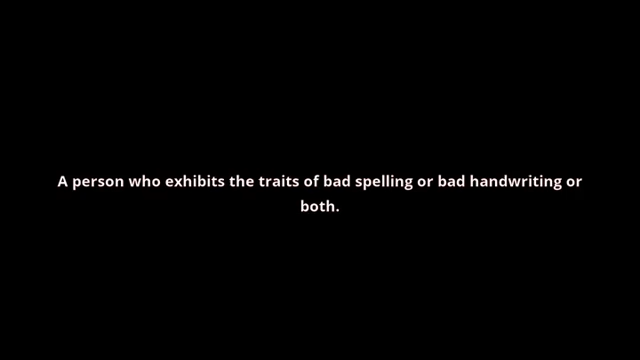 A person who exhibits the traits of bad spelling or bad handwriting or
both.